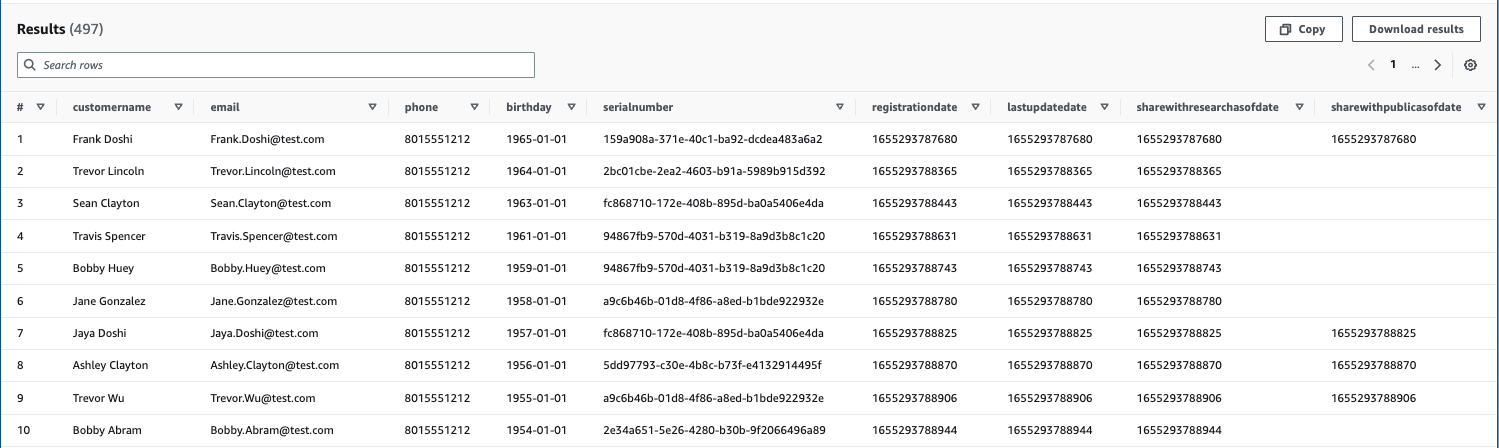 Results (497)
Copy
Download results
Search rows
1 ...
# customername email phone birthday serialnumber registrationdate lastupdatedate sharewithresearchasofdate sharewithpublicasofdate
1 Frank Doshi Frank.Doshi@test.com 8015551212 1965-01-01 159a908a-371e-40c1-ba92-dcdea483a6a2 1655293787680 1655293787680 1655293787680 1655293787680
2 Trevor Lincoln Trevor.Lincoln@test.com 8015551212 1964-01-01 2bc01cbe-2ea2-4603-b91a-5989b915d392 1655293788365 1655293788365 1655293788365
3 Sean Clayton Sean.Clayton@test.com 8015551212 1963-01-01 fc868710-172e-408b-895d-ba0a5406e4da 1655293788443 1655293788443 1655293788443
4 Travis Spencer Travis.Spencer@test.com 8015551212 1961-01-01 94867fb9-570d-4031-b319-8a9d3b8c1c20 1655293788631 1655293788631 1655293788631
5 Bobby Huey Bobby.Huey@test.com 8015551212 1959-01-01 94867fb9-570d-4031-b319-8a9d3b8c1c20 1655293788743 1655293788743 1655293788743
6 Jane Gonzalez Jane.Gonzalez@test.com 8015551212 1958-01-01 a9c6b46b-01d8-4f86-a8ed-b1bde922932e 1655293788780 1655293788780 1655293788780
7 Jaya Doshi Jaya.Doshi@test.com 8015551212 1957-01-01 fc868710-172e-408b-895d-ba0a5406e4da 1655293788825 1655293788825 1655293788825 1655293788825
8 Ashley Clayton Ashley.Clayton@test.com 8015551212 1956-01-01 5dd97793-c30e-4b8c-b73f-e4132914495f 1655293788870 1655293788870 1655293788870 1655293788870
9 Trevor Wu Trevor.Wu@test.com 8015551212 1955-01-01 a9c6b46b-01d8-4f86-a8ed-b1bde922932e 1655293788906 1655293788906 1655293788906 1655293788906
10 Bobby Abram Bobby.Abram@test.com 8015551212 1954-01-01 2e34a651-5e26-4280-b30b-9f2066496a89 1655293788944 1655293788944 1655293788944